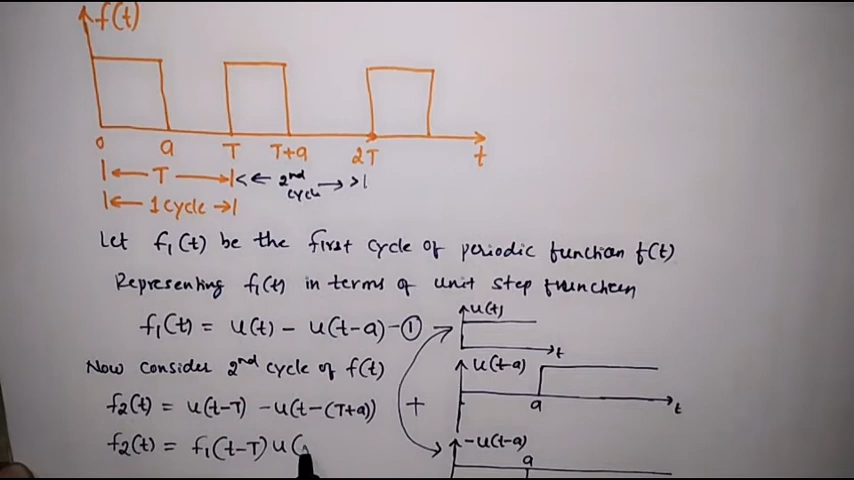 f(t)
0 a T T+a 2T t
T 2nd cycle
1 cycle
Let f₁(t) be the first cycle of periodic function f(t)
Representing f₁(t) in terms of unit step function
f₁(t) = u(t) - u(t-a) - ①
u(t)
t
Now consider 2nd cycle of f(t)
u(t-a)
a t
f₂(t) = u(t-T) - u(t-(T+a))
+
f₂(t) = f₁(t-T) u(
-u(t-a)
a